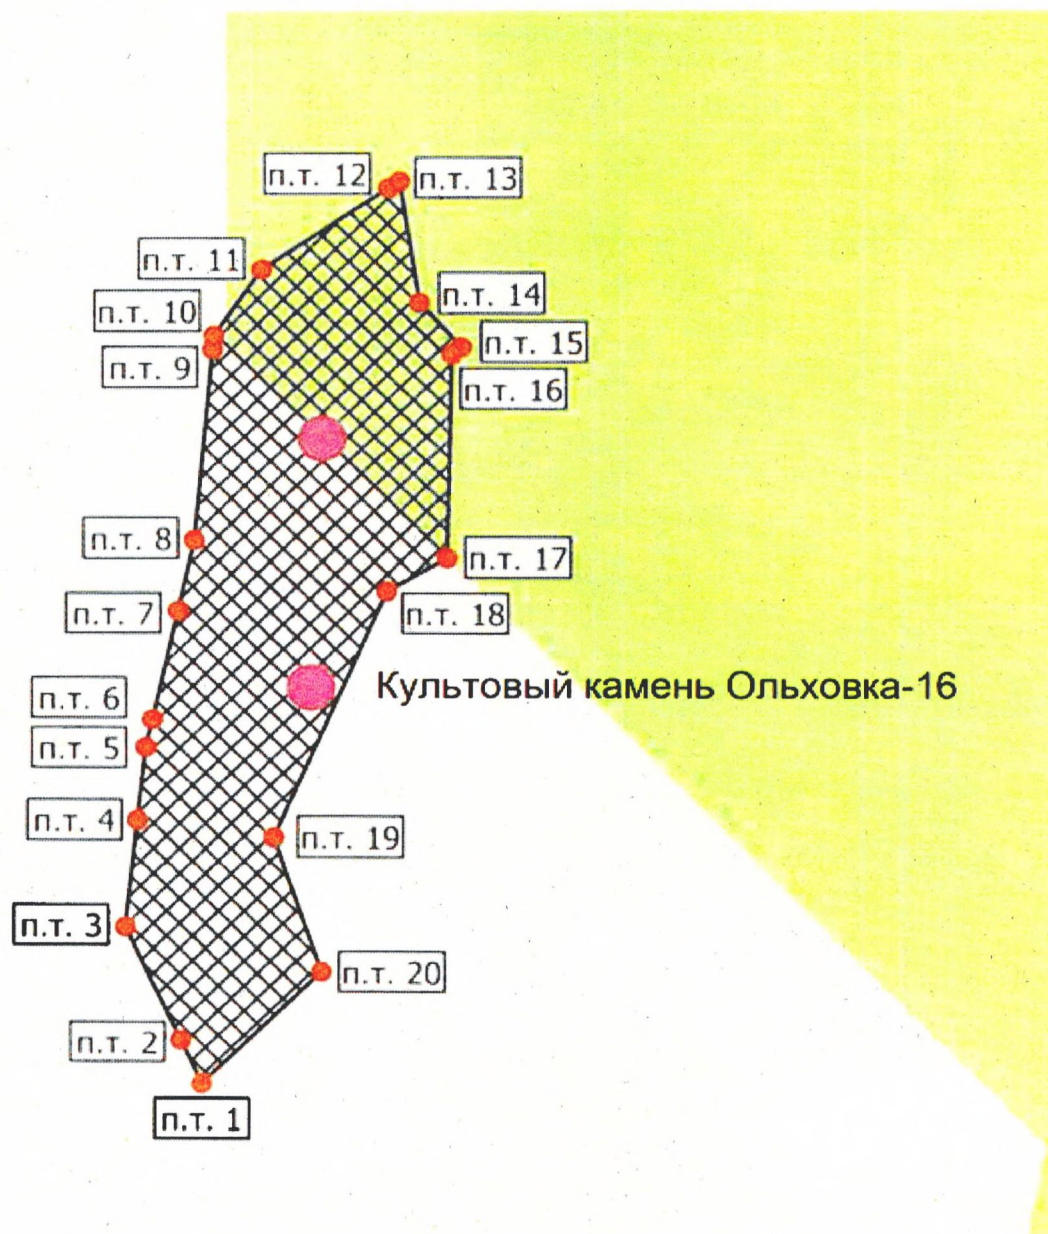 п.т. 12
п.т. 13
п.т. 11
п.т. 14
п.т. 10
п.т. 15
п.т. 9
п.т. 16
п.т. 8
п.т. 17
п.т. 7
п.т. 18
Культовый камень Ольховка-16
п.т. 6
п.т. 5
п.т. 4
п.т. 19
п.т. 3
п.т. 20
п.т. 2
п.т. 1